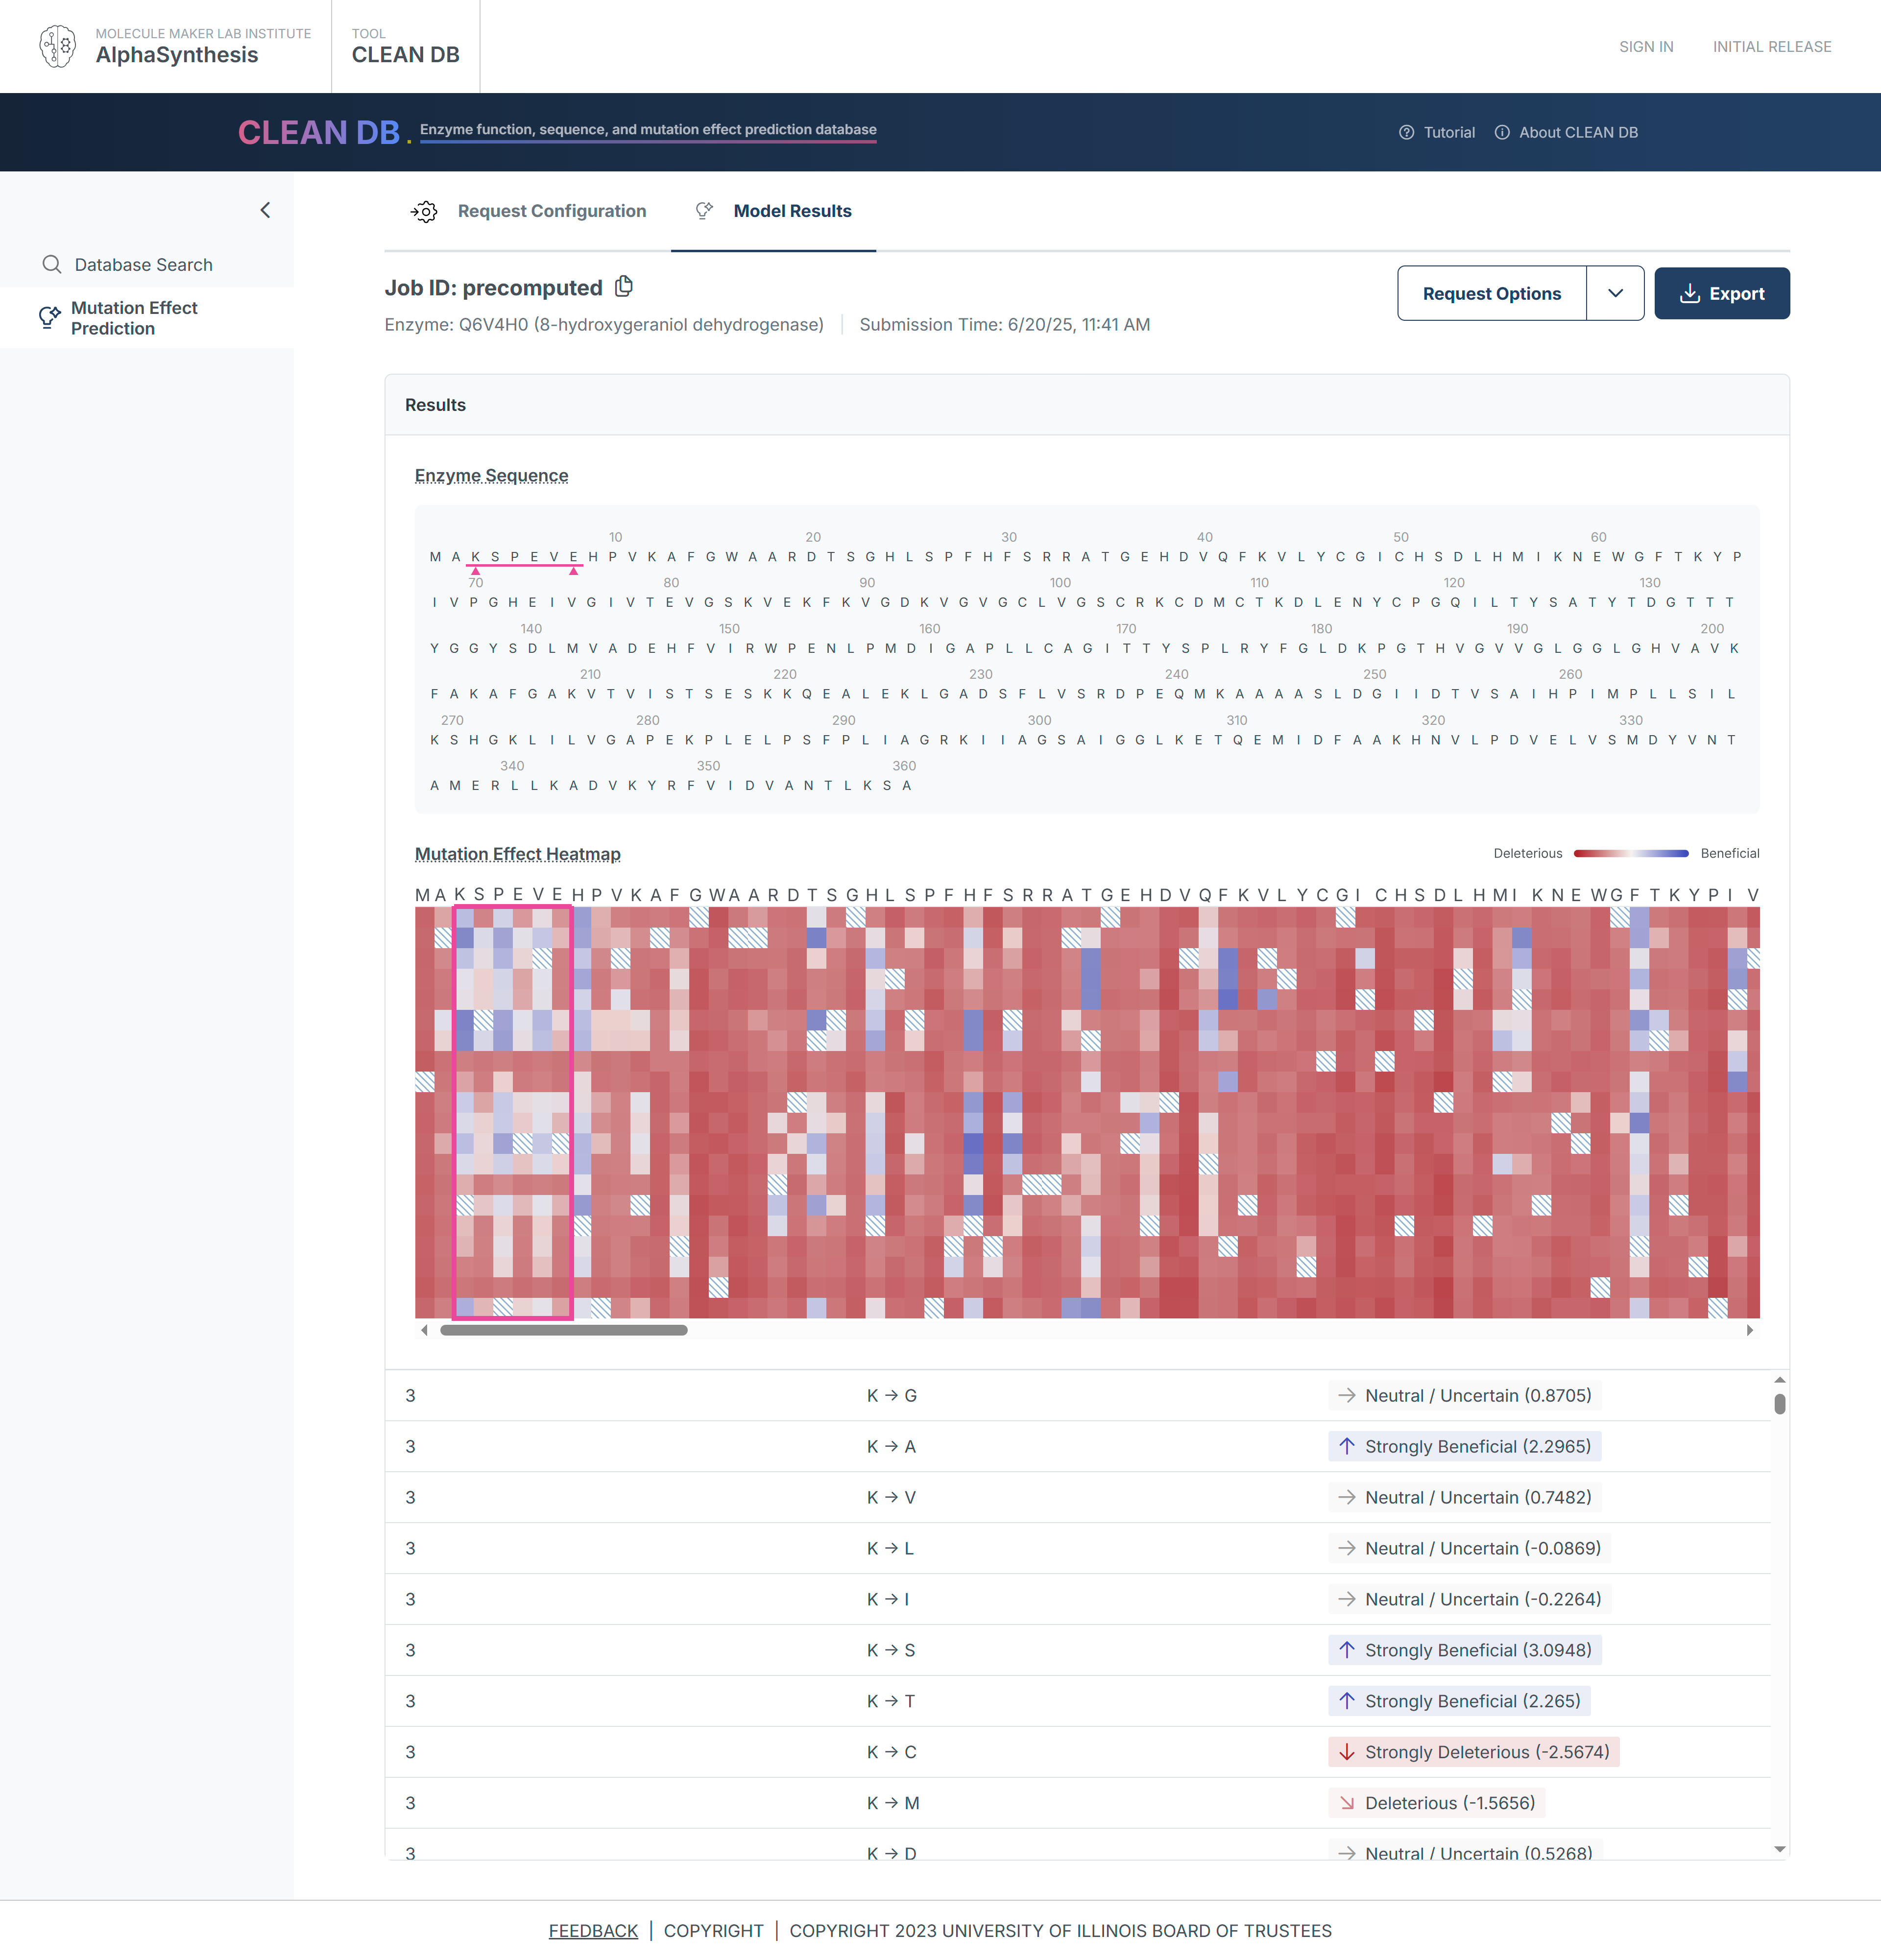 MOLECULE MAKER LAB INSTITUTE
AlphaSynthesis
TOOL
CLEAN DB
SIGN IN
INITIAL RELEASE
CLEAN DB.
Enzyme function, sequence, and mutation effect prediction database
Tutorial
About CLEAN DB
Database Search
Mutation Effect
Prediction
Request Configuration
Model Results
Job ID: precomputed
Request Options
Export
Enzyme: Q6V4H0 (8-hydroxygeraniol dehydrogenase)
Submission Time: 6/20/25, 11:41 AM
Results
Enzyme Sequence
10 20 30 40 50 60
M A K S P E V E H P V K A F G W A A R D T S G H L S P F H F S R R A T G E H D V Q F K V L Y C G I C H S D L H M I K N E W G F T K Y P
70 80 90 100 110 120 130
I V P G H E I V G I V T E V G S K V E K F K V G D K V G V G C L V G S C R K C D M C T K D L E N Y C P G Q I L T Y S A T Y T D G T T T
140 150 160 170 180 190 200
Y G G Y S D L M V A D E H F V I R W P E N L P M D I G A P L L C A G I T T Y S P L R Y F G L D K P G T H V G V V G L G G L G H V A V K
210 220 230 240 250 260
F A K A F G A K V T V I S T S E S K K Q E A L E K L G A D S F L V S R D P E Q M K A A A A S L D G I I D T V S A I H P I M P L L S I L
270 280 290 300 310 320 330
K S H G K L I L V G A P E K P L E L P S F P L I A G R K I I A G S A I G G L K E T Q E M I D F A A K H N V L P D V E L V S M D Y V N T
340 350 360
A M E R L L K A D V K Y R F V I D V A N T L K S A
Mutation Effect Heatmap
Deleterious
Beneficial
M A K S P E V E H P V K A F G W A A R D T S G H L S P F H F S R R A T G E H D V Q F K V L Y C G I C H S D L H M I K N E W G F T K Y P I V
3 K → G → Neutral / Uncertain (0.8705)
3 K → A ↑ Strongly Beneficial (2.2965)
3 K → V → Neutral / Uncertain (0.7482)
3 K → L → Neutral / Uncertain (-0.0869)
3 K → I → Neutral / Uncertain (-0.2264)
3 K → S ↑ Strongly Beneficial (3.0948)
3 K → T ↑ Strongly Beneficial (2.265)
3 K → C ↓ Strongly Deleterious (-2.5674)
3 K → M ↘ Deleterious (-1.5656)
3 K → D → Neutral / Uncertain (0.5268)
FEEDBACK | COPYRIGHT | COPYRIGHT 2023 UNIVERSITY OF ILLINOIS BOARD OF TRUSTEES